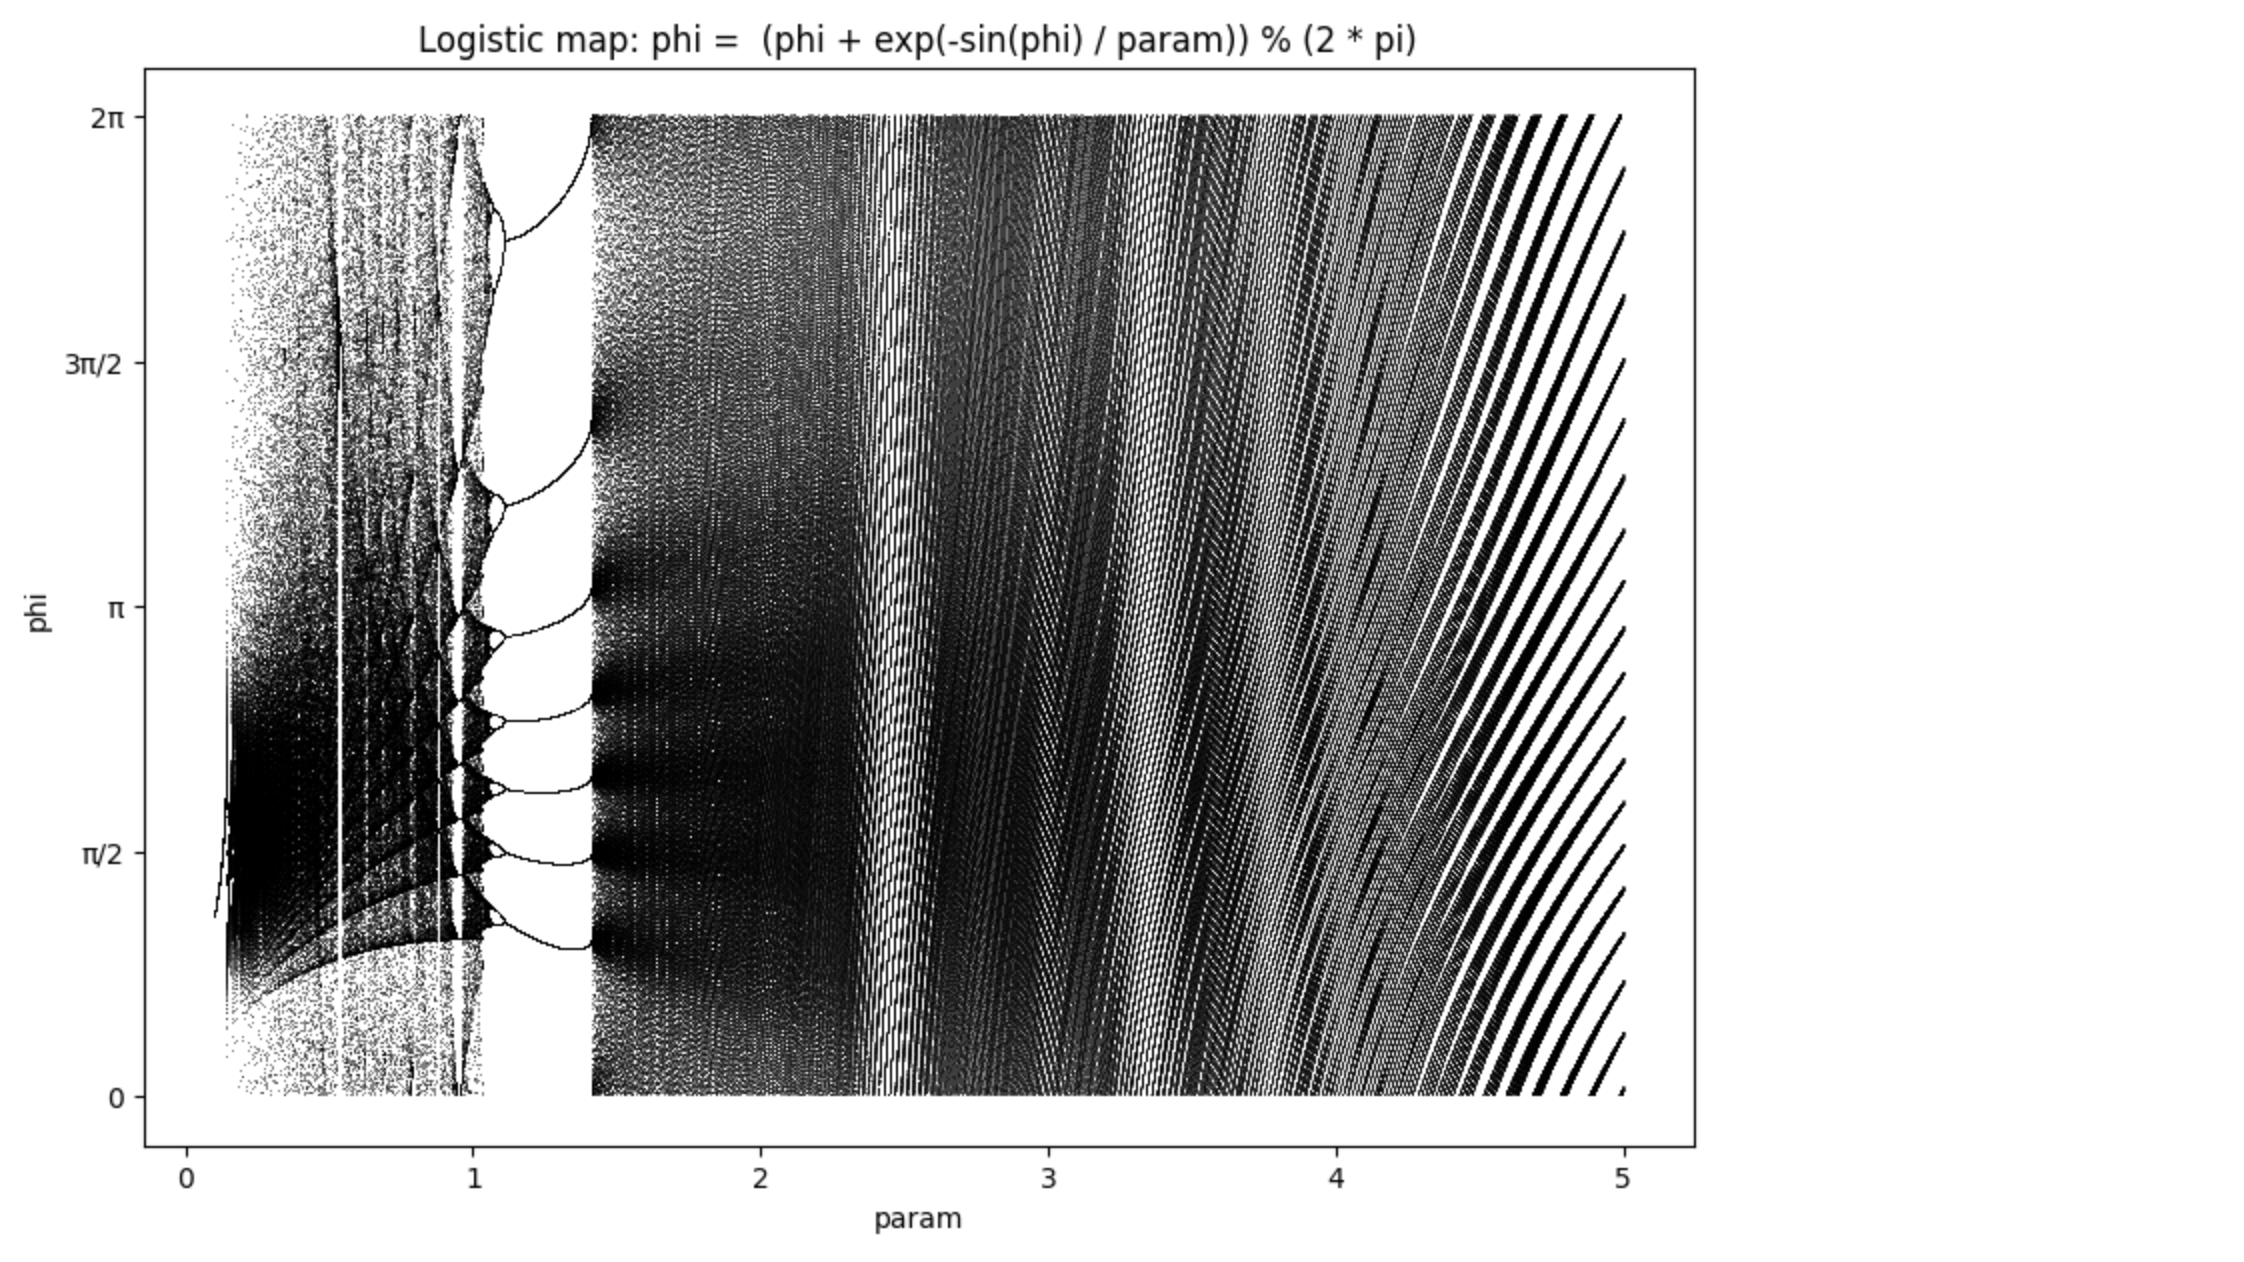 Logistic map: phi =  (phi + exp(-sin(phi) / param)) % (2 * pi)
2π
3π/2
π
π/2
0
phi
0 1 2 3 4 5
param